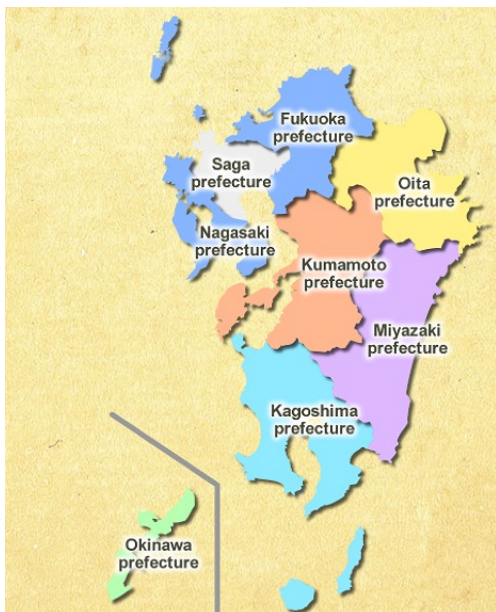 Fukuoka
prefecture
Saga
prefecture
Oita
prefecture
Nagasaki
prefecture
Kumamoto
prefecture
Miyazaki
prefecture
Kagoshima
prefecture
Okinawa
prefecture